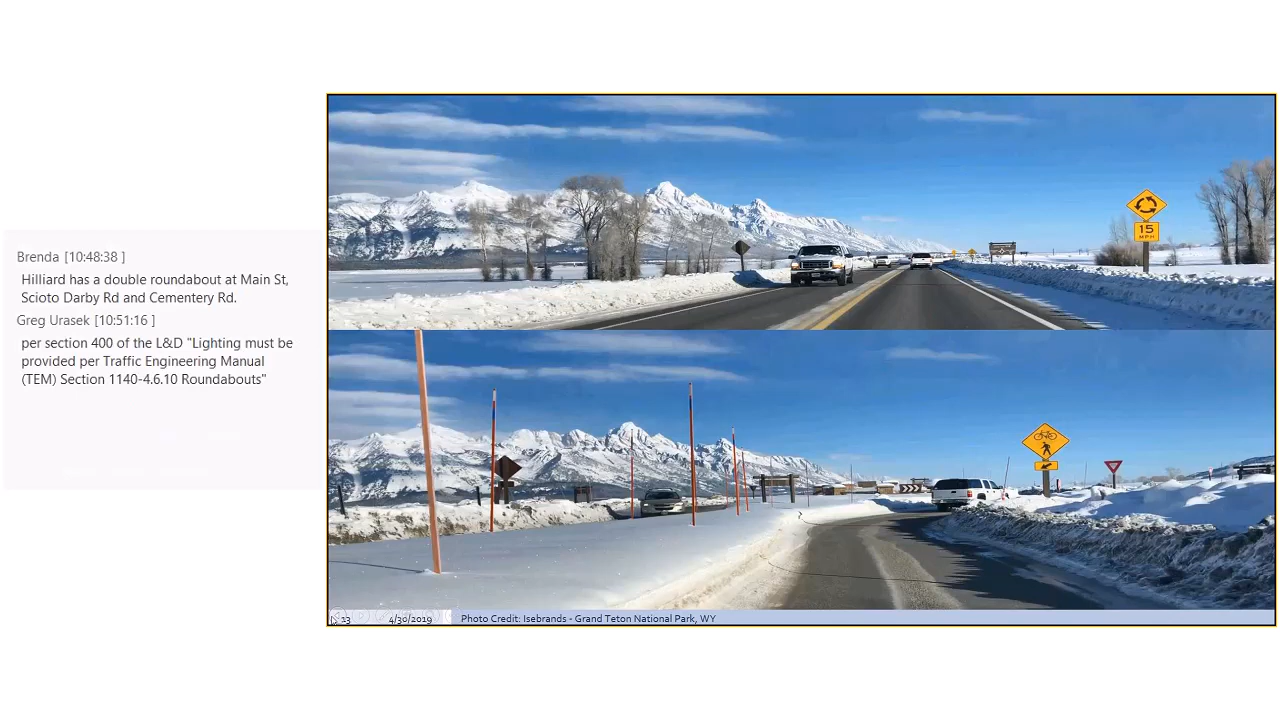 Brenda [10:48:38 ]
Hilliard has a double roundabout at Main St,
Scioto Darby Rd and Cementery Rd.
Greg Urasek [10:51:16 ]
per section 400 of the L&D "Lighting must be
provided per Traffic Engineering Manual
(TEM) Section 1140-4.6.10 Roundabouts"
15
MPH
13 4/30/2019 Photo Credit: Isebrands - Grand Teton National Park, WY